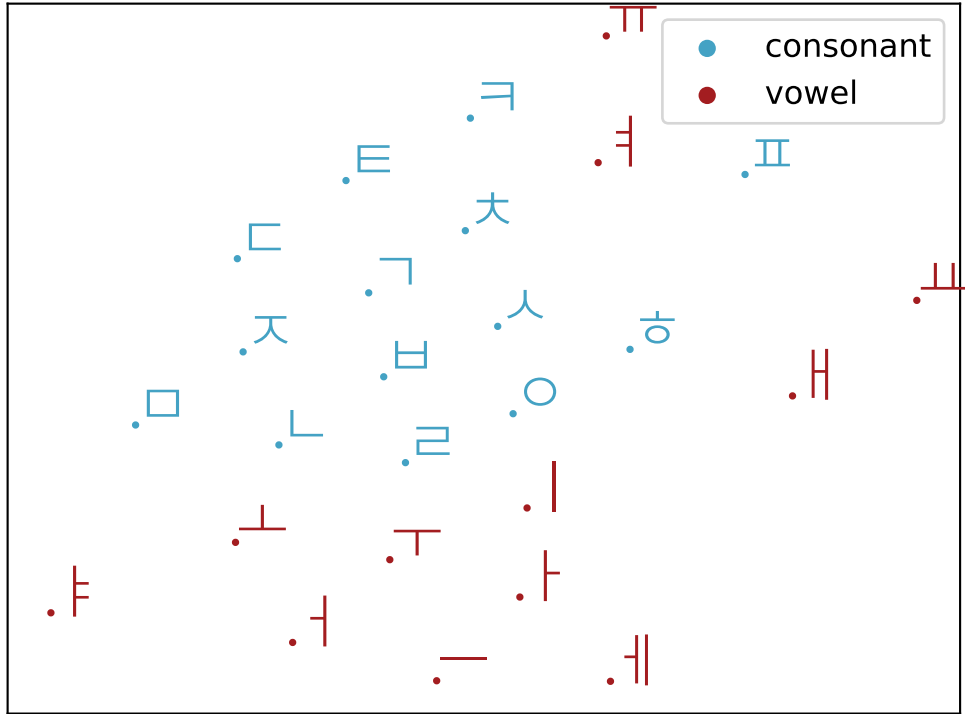 ㅠ
consonant
vowel
ㅋ
ㅕ
ㅌ
ㅍ
ㅊ
ㄷ
ㄱ
ㅛ
ㅅ
ㅈ
ㅎ
ㅂ
ㅐ
ㅁ
ㅇ
ㄴ
ㄹ
ㅣ
ㅗ
ㅜ
ㅑ
ㅏ
ㅓ
ㅡ
ㅔ